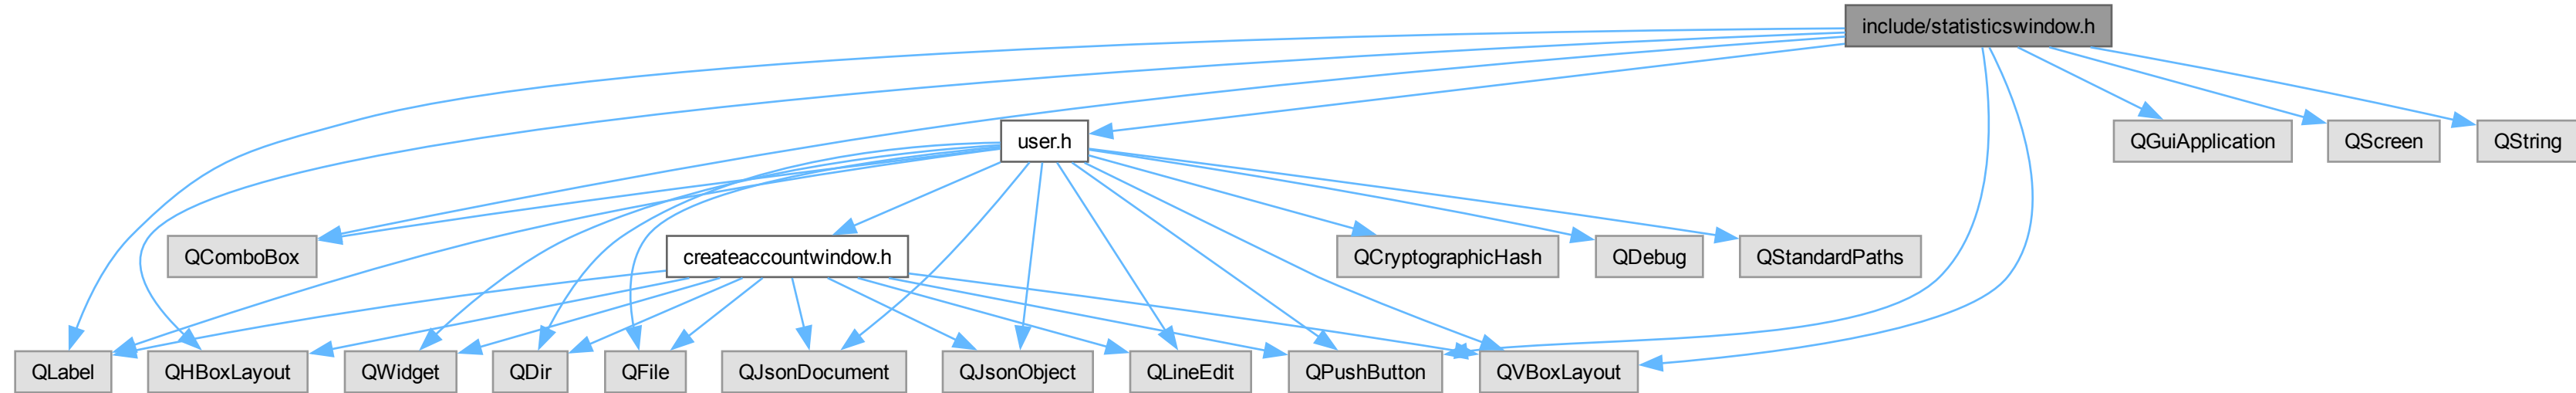 include/statisticswindow.h
user.h
QGuiApplication
QScreen
QString
QComboBox
createaccountwindow.h
QCryptographicHash
QDebug
QStandardPaths
QLabel
QHBoxLayout
QWidget
QDir
QFile
QJsonDocument
QJsonObject
QLineEdit
QPushButton
QVBoxLayout